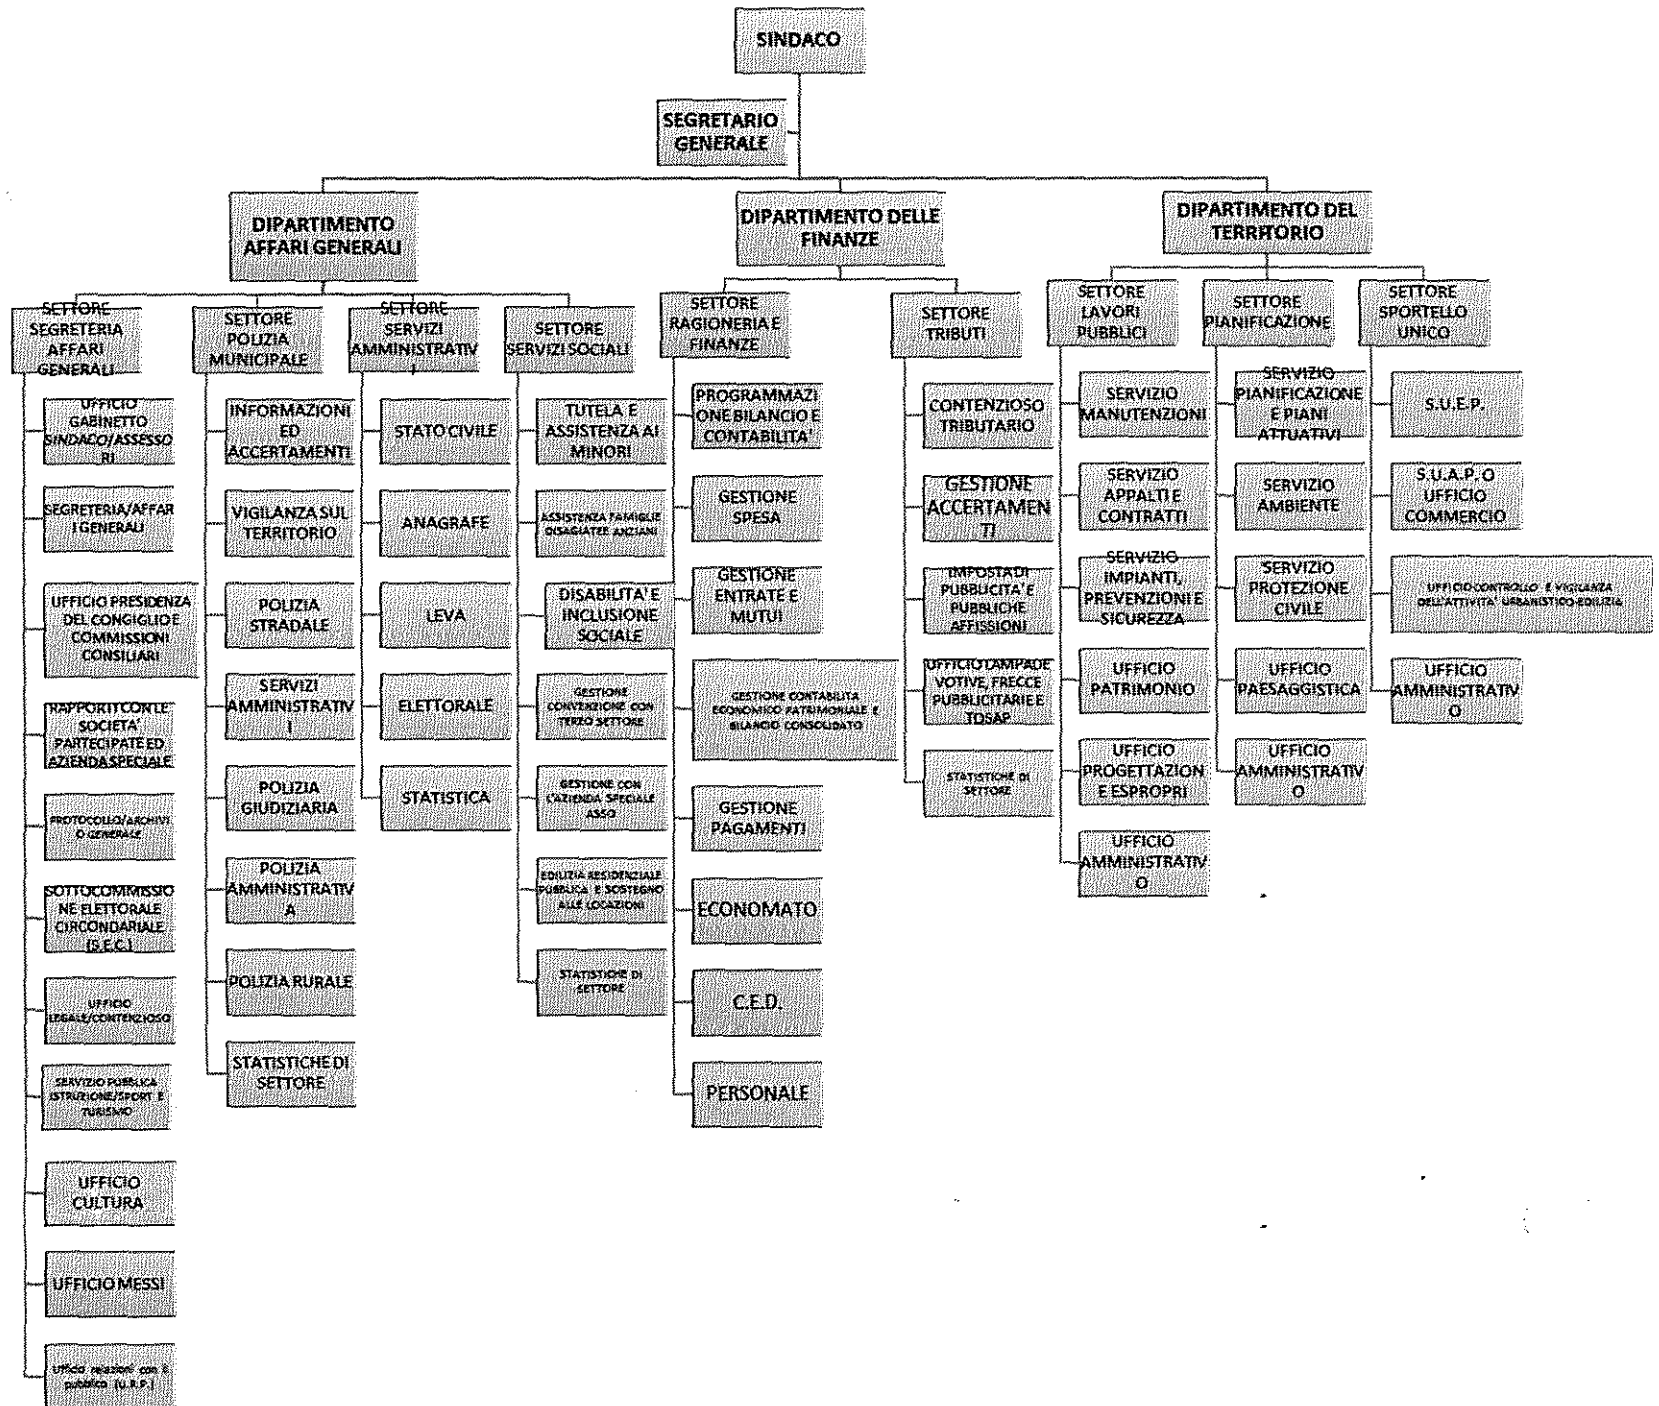 SINDACO
SEGRETARIO
GENERALE
DIPARTIMENTO
AFFARI GENERALI
DIPARTIMENTO DELLE
FINANZE
DIPARTIMENTO DEL
TERRITORIO
SETTORE
SEGRETERIA
AFFARI
GENERALI
UFFICIO
GABINETTO
SINDACO/ASSESSO
RI
SEGRETERIA/AFFAR
I GENERALI
UFFICIO PRESIDENZA
DEL CONGIGLIO E
COMMISSIONI
CONSILIARI
RAPPORTI CON LE
SOCIETA'
PARTECIPATE ED
AZIENDA SPECIALE
PROTOCOLLO/ARCHIVI
O GENERALE
SOTTOCOMMISSIO
NE ELETTORALE
CIRCONDARIALE
(S.E.C.)
UFFICIO
LEGALE/CONTENZIOSO
SERVIZIO PUBBLICA
ISTRUZIONE/SPORT E
TURISMO
UFFICIO
CULTURA
UFFICIO MESSI
Ufficio relazioni con il
pubblico (U.R.P.)
SETTORE
POLIZIA
MUNICIPALE
INFORMAZIONI
ED
ACCERTAMENTI
VIGILANZA SUL
TERRITORIO
POLIZIA
STRADALE
SERVIZI
AMMINISTRATIV
I
POLIZIA
GIUDIZIARIA
POLIZIA
AMMINISTRATIV
A
POLIZIA RURALE
STATISTICHE DI
SETTORE
SETTORE
SERVIZI
AMMINISTRATIV
I
STATO CIVILE
ANAGRAFE
LEVA
ELETTORALE
STATISTICA
SETTORE
SERVIZI SOCIALI
TUTELA E
ASSISTENZA AI
MINORI
ASSISTENZA FAMIGLIE
DISAGIATE E ANZIANI
DISABILITA' E
INCLUSIONE
SOCIALE
GESTIONE
CONVENZIONE CON
TERZO SETTORE
GESTIONE CON
L'AZIENDA SPECIALE
ASSO
EDILIZIA RESIDENZIALE
PUBBLICA E SOSTEGNO
ALLE LOCAZIONI
STATISTICHE DI
SETTORE
SETTORE
RAGIONERIA E
FINANZE
PROGRAMMAZI
ONE BILANCIO E
CONTABILITA'
GESTIONE
SPESA
GESTIONE
ENTRATE E
MUTUI
GESTIONE CONTABILITA
ECONOMICO PATRIMONIALE E
BILANCIO CONSOLIDATO
GESTIONE
PAGAMENTI
ECONOMATO
C.E.D.
PERSONALE
SETTORE
TRIBUTI
CONTENZIOSO
TRIBUTARIO
GESTIONE
ACCERTAMEN
TI
IMPOSTA DI
PUBBLICITA' E
PUBBLICHE
AFFISSIONI
UFFICIO LAMPADE
VOTIVE, FRECCE
PUBBLICITARIE E
TOSAP
STATISTICHE DI
SETTORE
SETTORE
LAVORI
PUBBLICI
SERVIZIO
MANUTENZIONI
SERVIZIO
APPALTI E
CONTRATTI
SERVIZIO
IMPIANTI,
PREVENZIONI E
SICUREZZA
UFFICIO
PATRIMONIO
UFFICIO
PROGETTAZION
E ESPROPRI
UFFICIO
AMMINISTRATIV
O
SETTORE
PIANIFICAZIONE
SERVIZIO
PIANIFICAZIONE
E PIANI
ATTUATIVI
SERVIZIO
AMBIENTE
SERVIZIO
PROTEZIONE
CIVILE
UFFICIO
PAESAGGISTICA
UFFICIO
AMMINISTRATIV
O
SETTORE
SPORTELLO
UNICO
S.U.E.P.
S.U.A.P. O
UFFICIO
COMMERCIO
UFFICIO CONTROLLO E VIGILANZA
DELL'ATTIVITA' URBANISTICO-EDILIZIA
UFFICIO
AMMINISTRATIV
O